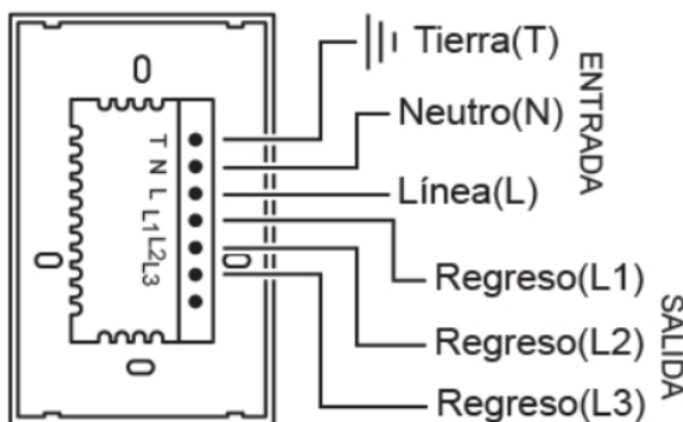 Tierra(T)
Neutro(N)
Línea(L)
ENTRADA
Regreso(L1)
Regreso(L2)
Regreso(L3)
SALIDA
T
N
L
L1
L2
L3